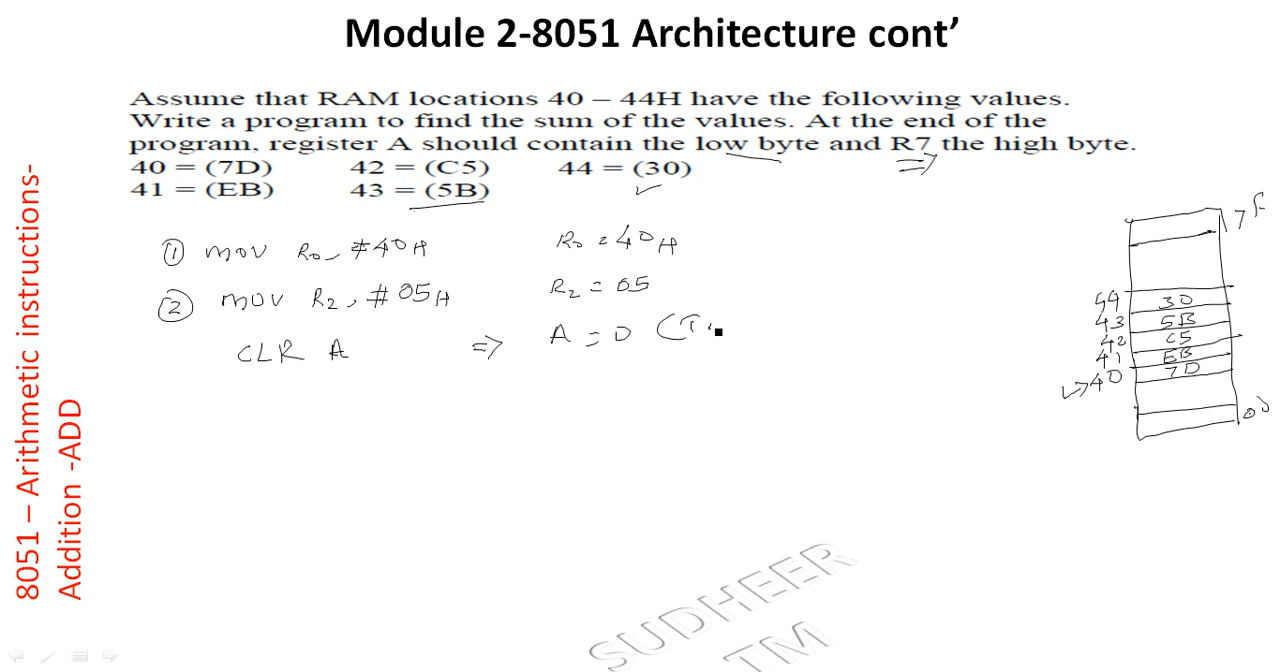 Module 2-8051 Architecture cont’
Assume that RAM locations 40 – 44H have the following values.
Write a program to find the sum of the values. At the end of the
program, register A should contain the low byte and R7 the high byte.
40 = (7D) 42 = (C5) 44 = (30)
41 = (EB) 43 = (5B)
① mov R0, #40H R0 = 40H
② mov R2, #05H R2 = 05
CLR A => A = 0 (
7F
44 30
43 5B
42 C5
41 EB
40 7D
8051 – Arithmetic instructions-
Addition -ADD
SUDHEER
TM